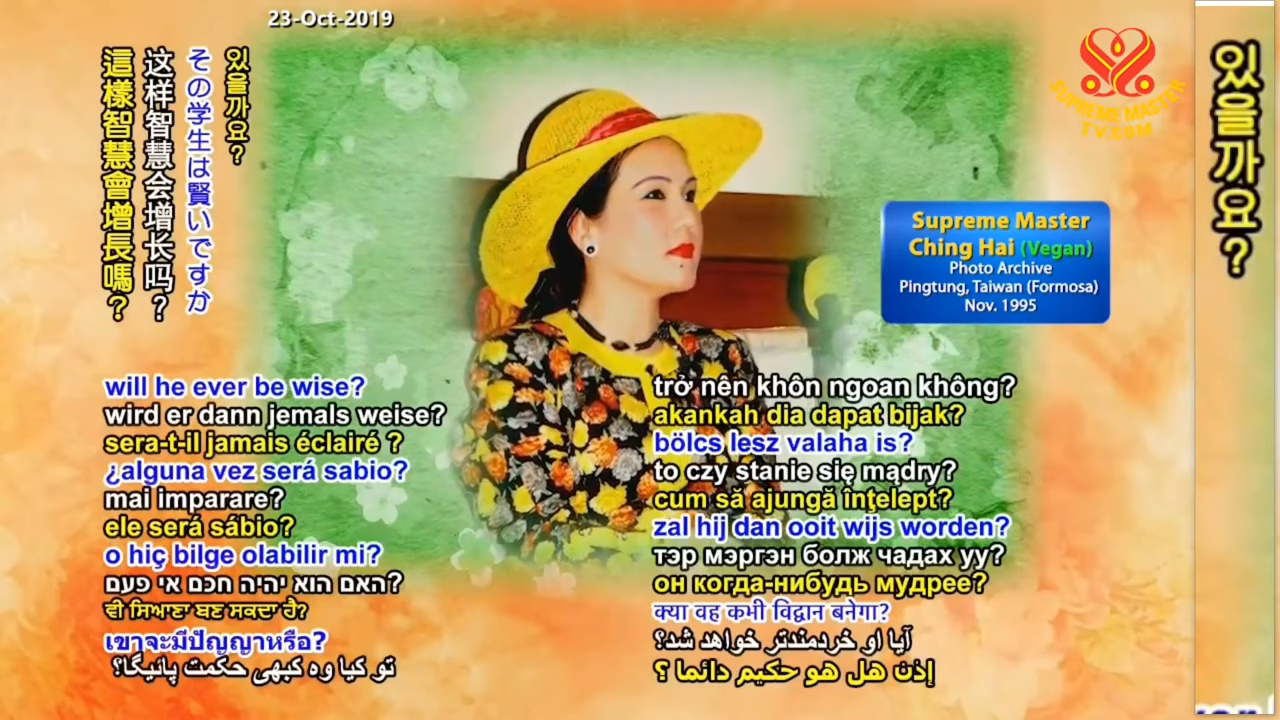 23-Oct-2019
SUPREME MASTER
TV.COM
있을까요?
その学生は賢いですか
这样智慧会增长吗？
這樣智慧會增長嗎？
있을까요?
Supreme Master
Ching Hai (Vegan)
Photo Archive
Pingtung, Taiwan (Formosa)
Nov. 1995
will he ever be wise?
wird er dann jemals weise?
sera-t-il jamais éclairé ?
¿alguna vez será sabio?
mai imparare?
ele será sábio?
o hiç bilge olabilir mi?
האם הוא יהיה חכם אי פעם?
ਵੀ ਸਿਆਣਾ ਬਣ ਸਕਦਾ ਹੈ?
เขาจะมีปัญญาหรือ?
تو کیا وہ کبھی حکمت پائیگا؟
trở nên khôn ngoan không?
akankah dia dapat bijak?
bölcs lesz valaha is?
to czy stanie się mądry?
cum să ajungă înţelept?
zal hij dan ooit wijs worden?
тэр мэргэн болж чадах уу?
он когда-нибудь мудрее?
क्या वह कभी विद्वान बनेगा?
آیا او خردمندتر خواهد شد؟
إذن هل هو حكيم دائما ؟